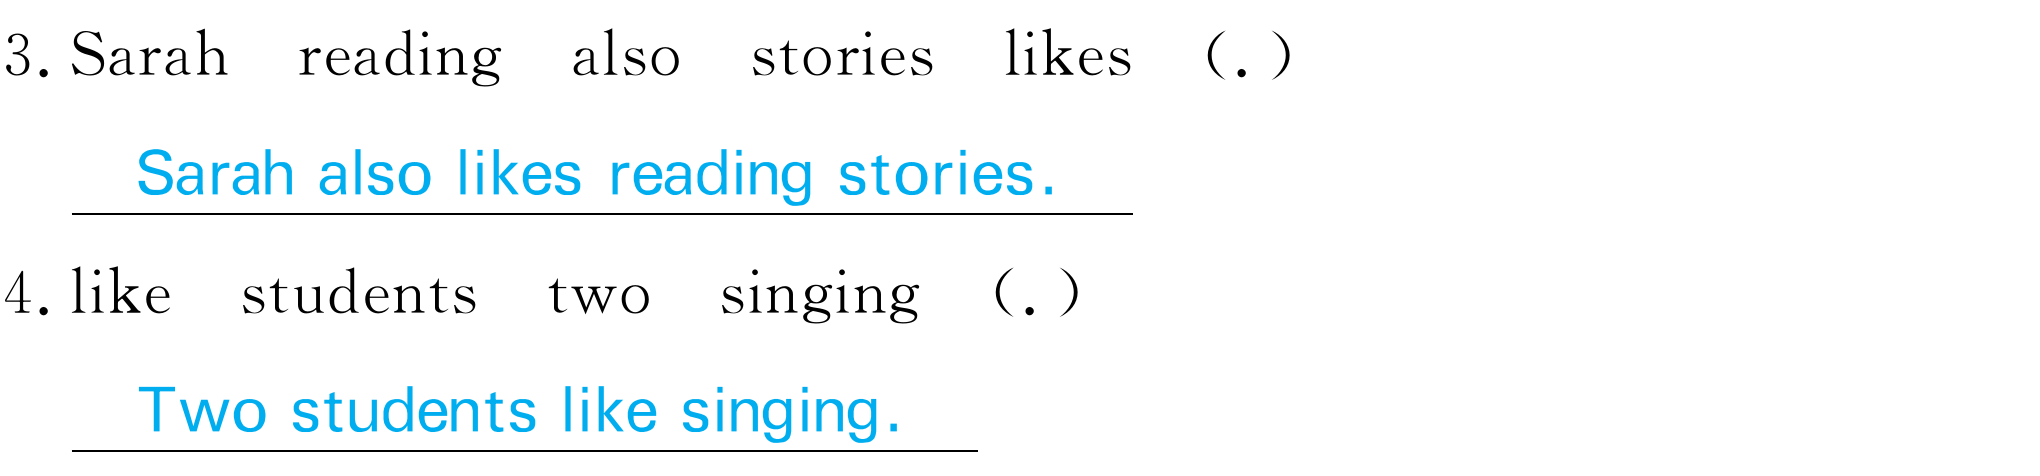 3. Sarah reading also stories likes (.)
Sarah also likes reading stories.
4. like students two singing (.)
Two students like singing.